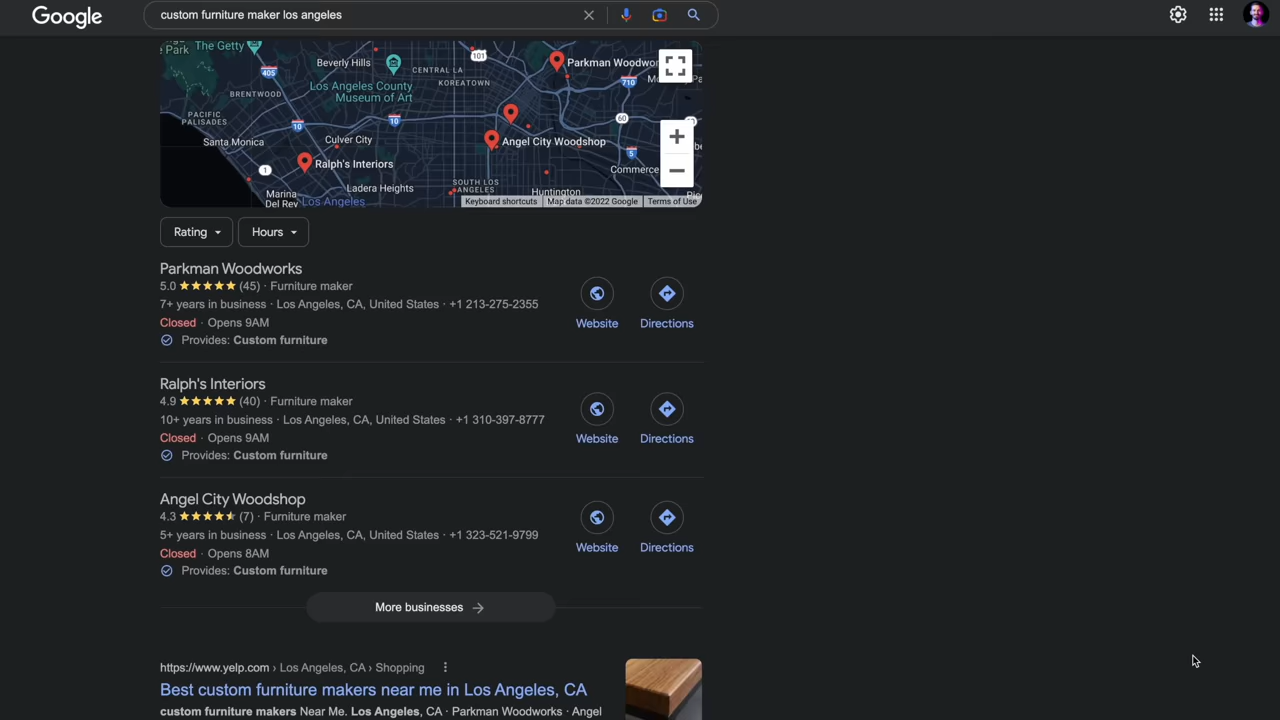 Google
custom furniture maker los angeles
e Park
The Getty
405
Beverly Hills
CENTRAL LA
101
Parkman Woodwor
Los Angeles County
Museum of Art
KOREATOWN
710
BRENTWOOD
PACIFIC
PALISADES
10
10
60
Santa Monica
Culver City
Angel City Woodshop
5
Ralph's Interiors
1
Commerce
Marina
Del Rey
Ladera Heights
SOUTH LOS
ANGELES
Huntington
Los Angeles
Keyboard shortcuts
Map data ©2022 Google
Terms of Use
Rating
Hours
Parkman Woodworks
5.0 (45) · Furniture maker
7+ years in business · Los Angeles, CA, United States · +1 213-275-2355
Closed · Opens 9AM
Provides: Custom furniture
Website
Directions
Ralph's Interiors
4.9 (40) · Furniture maker
10+ years in business · Los Angeles, CA, United States · +1 310-397-8777
Closed · Opens 9AM
Provides: Custom furniture
Website
Directions
Angel City Woodshop
4.3 (7) · Furniture maker
5+ years in business · Los Angeles, CA, United States · +1 323-521-9799
Closed · Opens 8AM
Provides: Custom furniture
Website
Directions
More businesses
https://www.yelp.com › Los Angeles, CA › Shopping
Best custom furniture makers near me in Los Angeles, CA
custom furniture makers Near Me. Los Angeles, CA · Parkman Woodworks · Angel